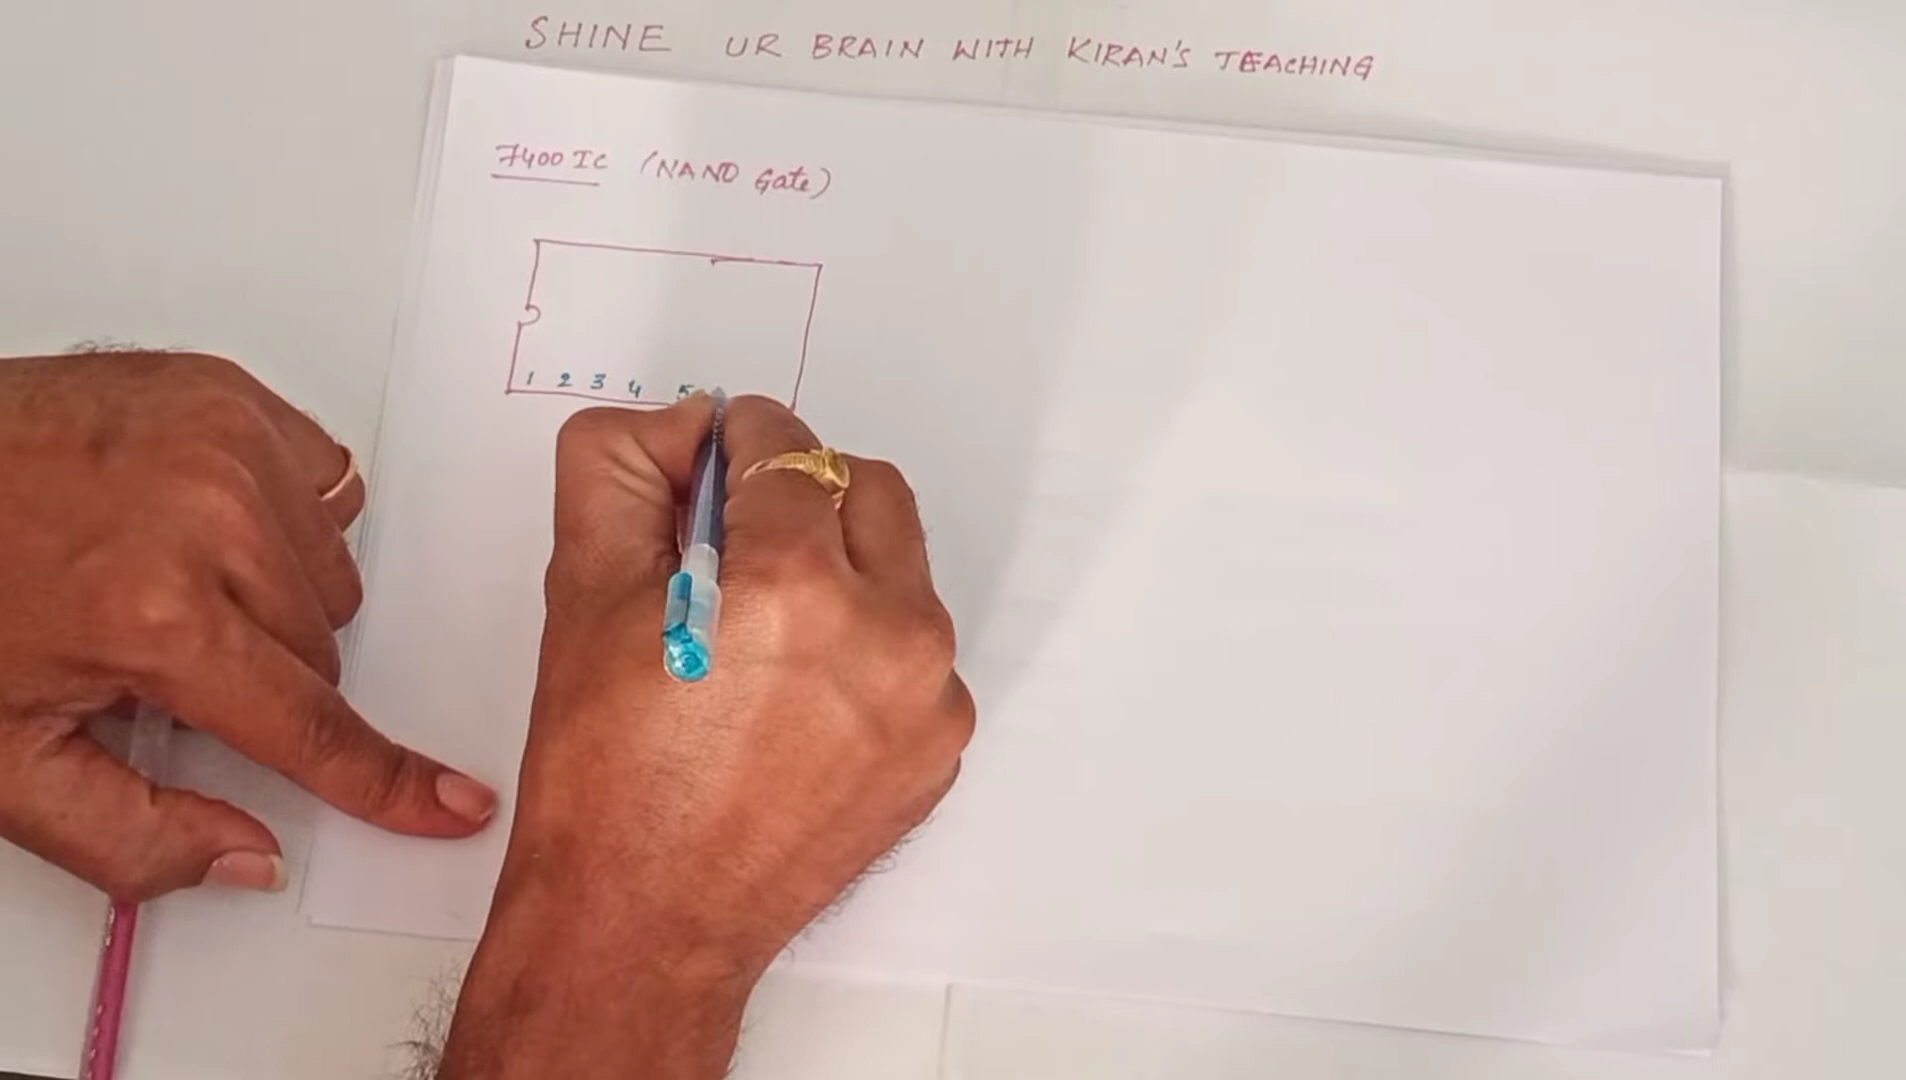 SHINE UR BRAIN WITH KIRAN'S TEACHING
7400 IC (NAND Gate)
1 2 3 4 5